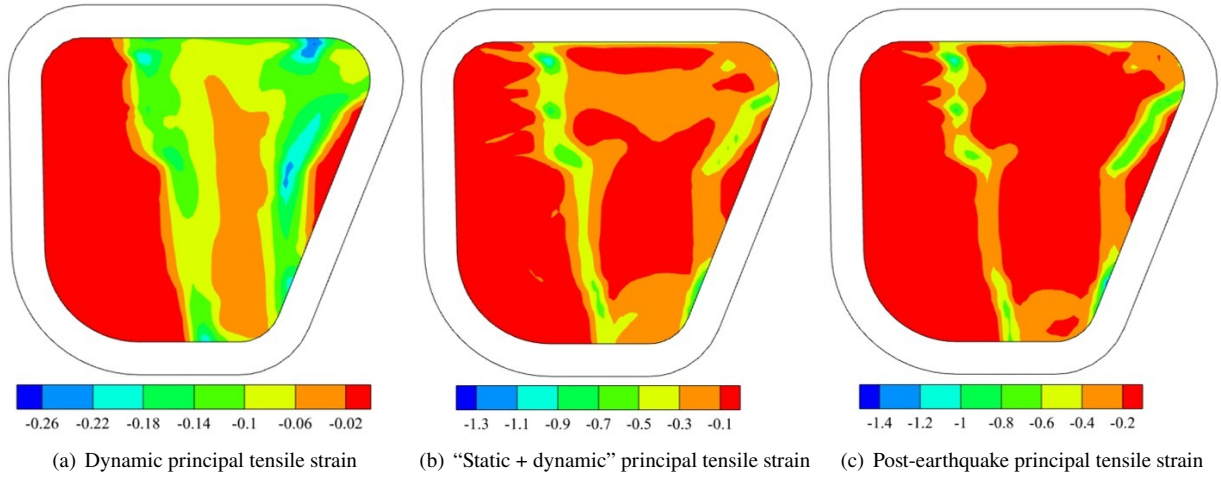 -0.26 -0.22 -0.18 -0.14 -0.1 -0.06 -0.02
-1.3 -1.1 -0.9 -0.7 -0.5 -0.3 -0.1
-1.4 -1.2 -1 -0.8 -0.6 -0.4 -0.2
(a) Dynamic principal tensile strain
(b) “Static + dynamic” principal tensile strain
(c) Post-earthquake principal tensile strain